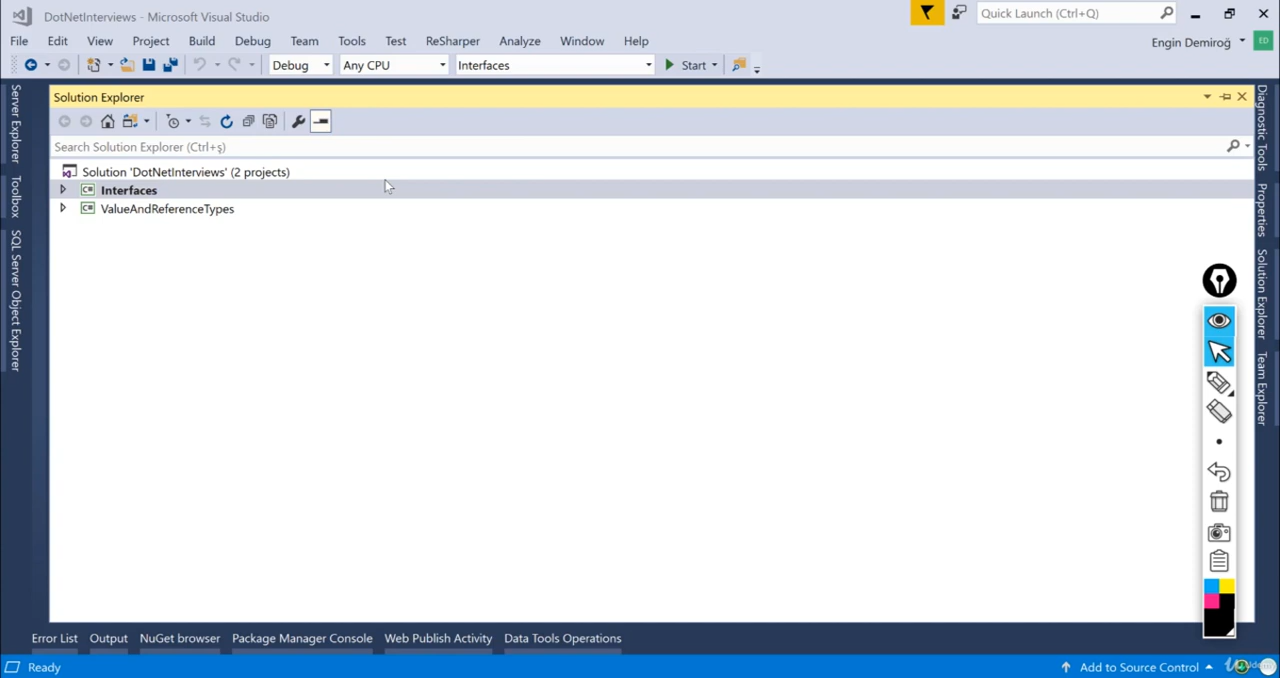 DotNetInterviews - Microsoft Visual Studio
Quick Launch (Ctrl+Q)
File Edit View Project Build Debug Team Tools Test ReSharper Analyze Window Help
Engin Demiroğ
ED
Debug Any CPU Interfaces Start
Solution Explorer
Search Solution Explorer (Ctrl+ş)
Solution 'DotNetInterviews' (2 projects)
C# Interfaces
C# ValueAndReferenceTypes
Server Explorer
Toolbox
SQL Server Object Explorer
Diagnostic Tools
Properties
Solution Explorer
Team Explorer
Error List Output NuGet browser Package Manager Console Web Publish Activity Data Tools Operations
Ready
Add to Source Control